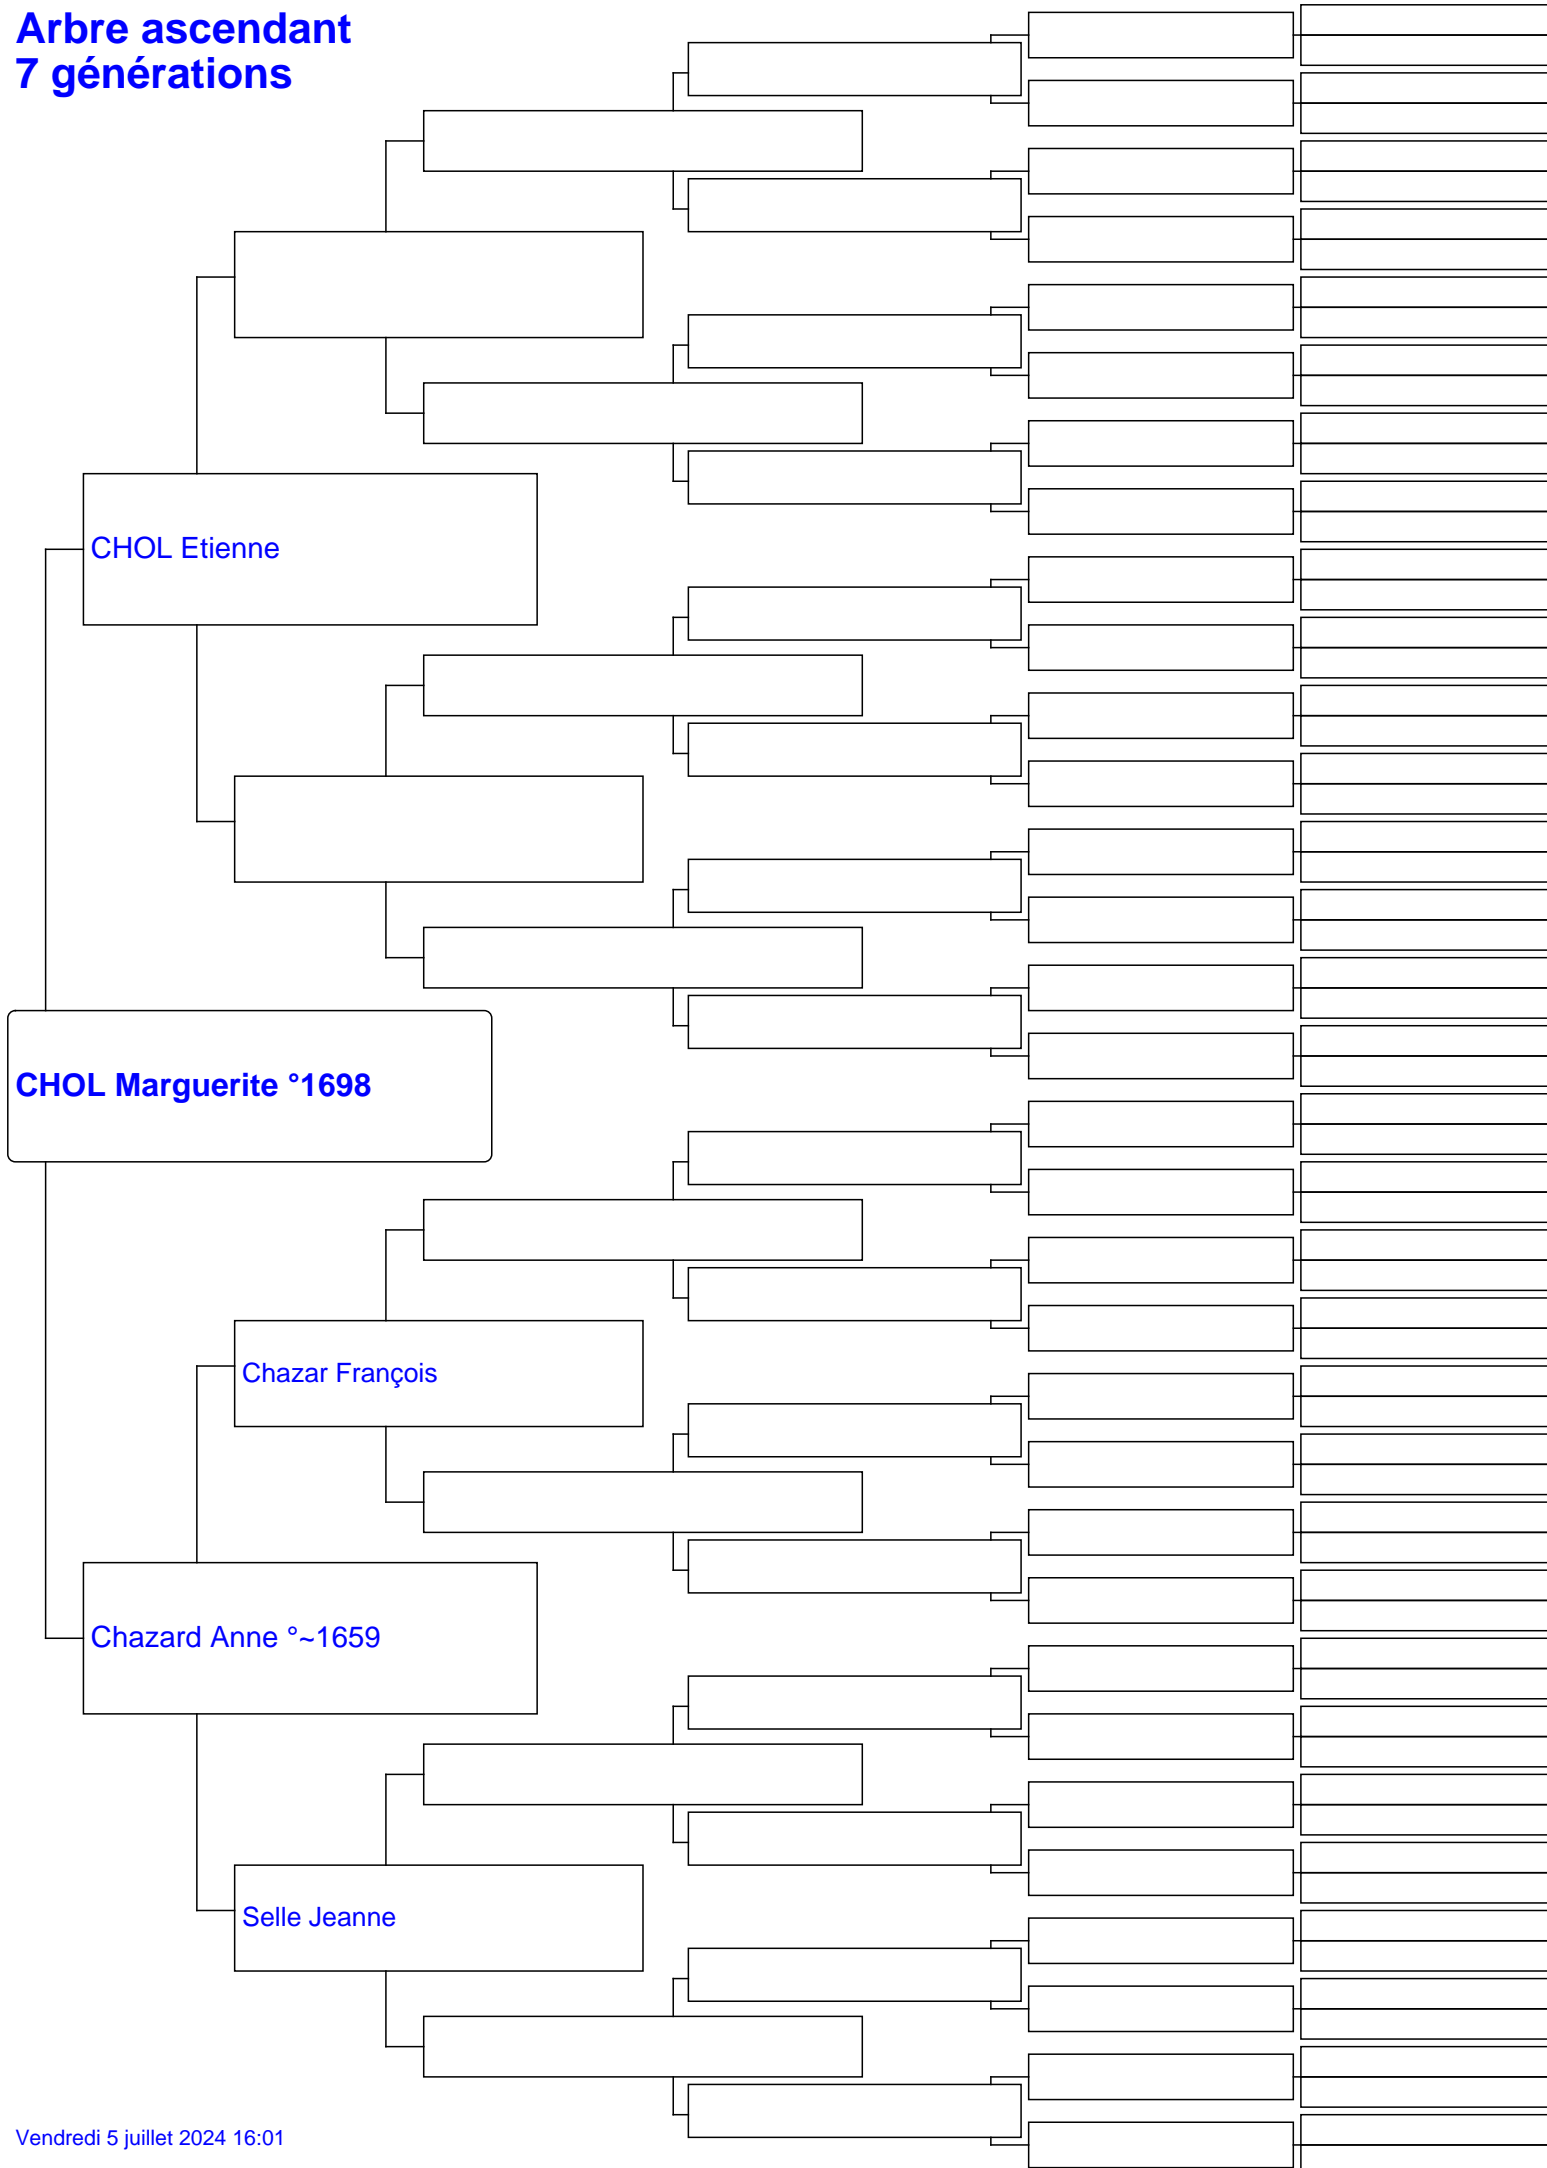 Arbre ascendant
7 générations
CHOL Etienne
CHOL Marguerite °1698
Chazar François
Chazard Anne °~1659
Selle Jeanne
Vendredi 5 juillet 2024 16:01